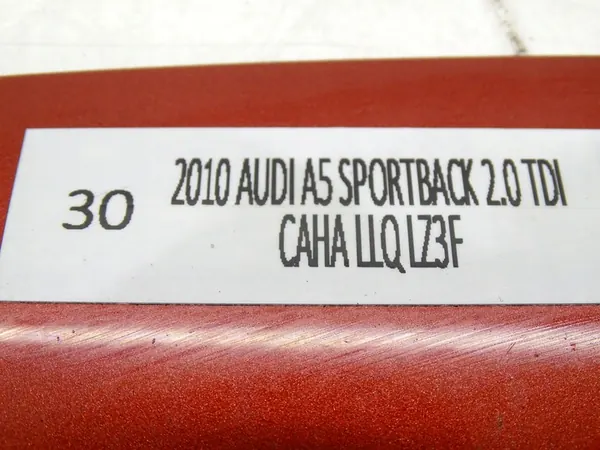 30
2010 AUDI A5 SPORTBACK 2.0 TDI
CAHA LLQ LZ3F